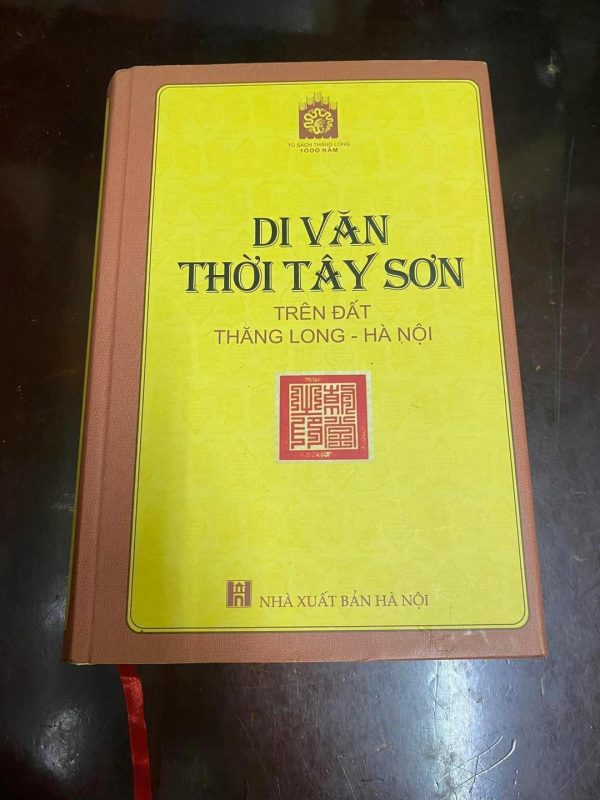 TỦ SÁCH THĂNG LONG
1000 NĂM
DI VĂN
THỜI TÂY SƠN
TRÊN ĐẤT
THĂNG LONG - HÀ NỘI
NHÀ XUẤT BẢN HÀ NỘI